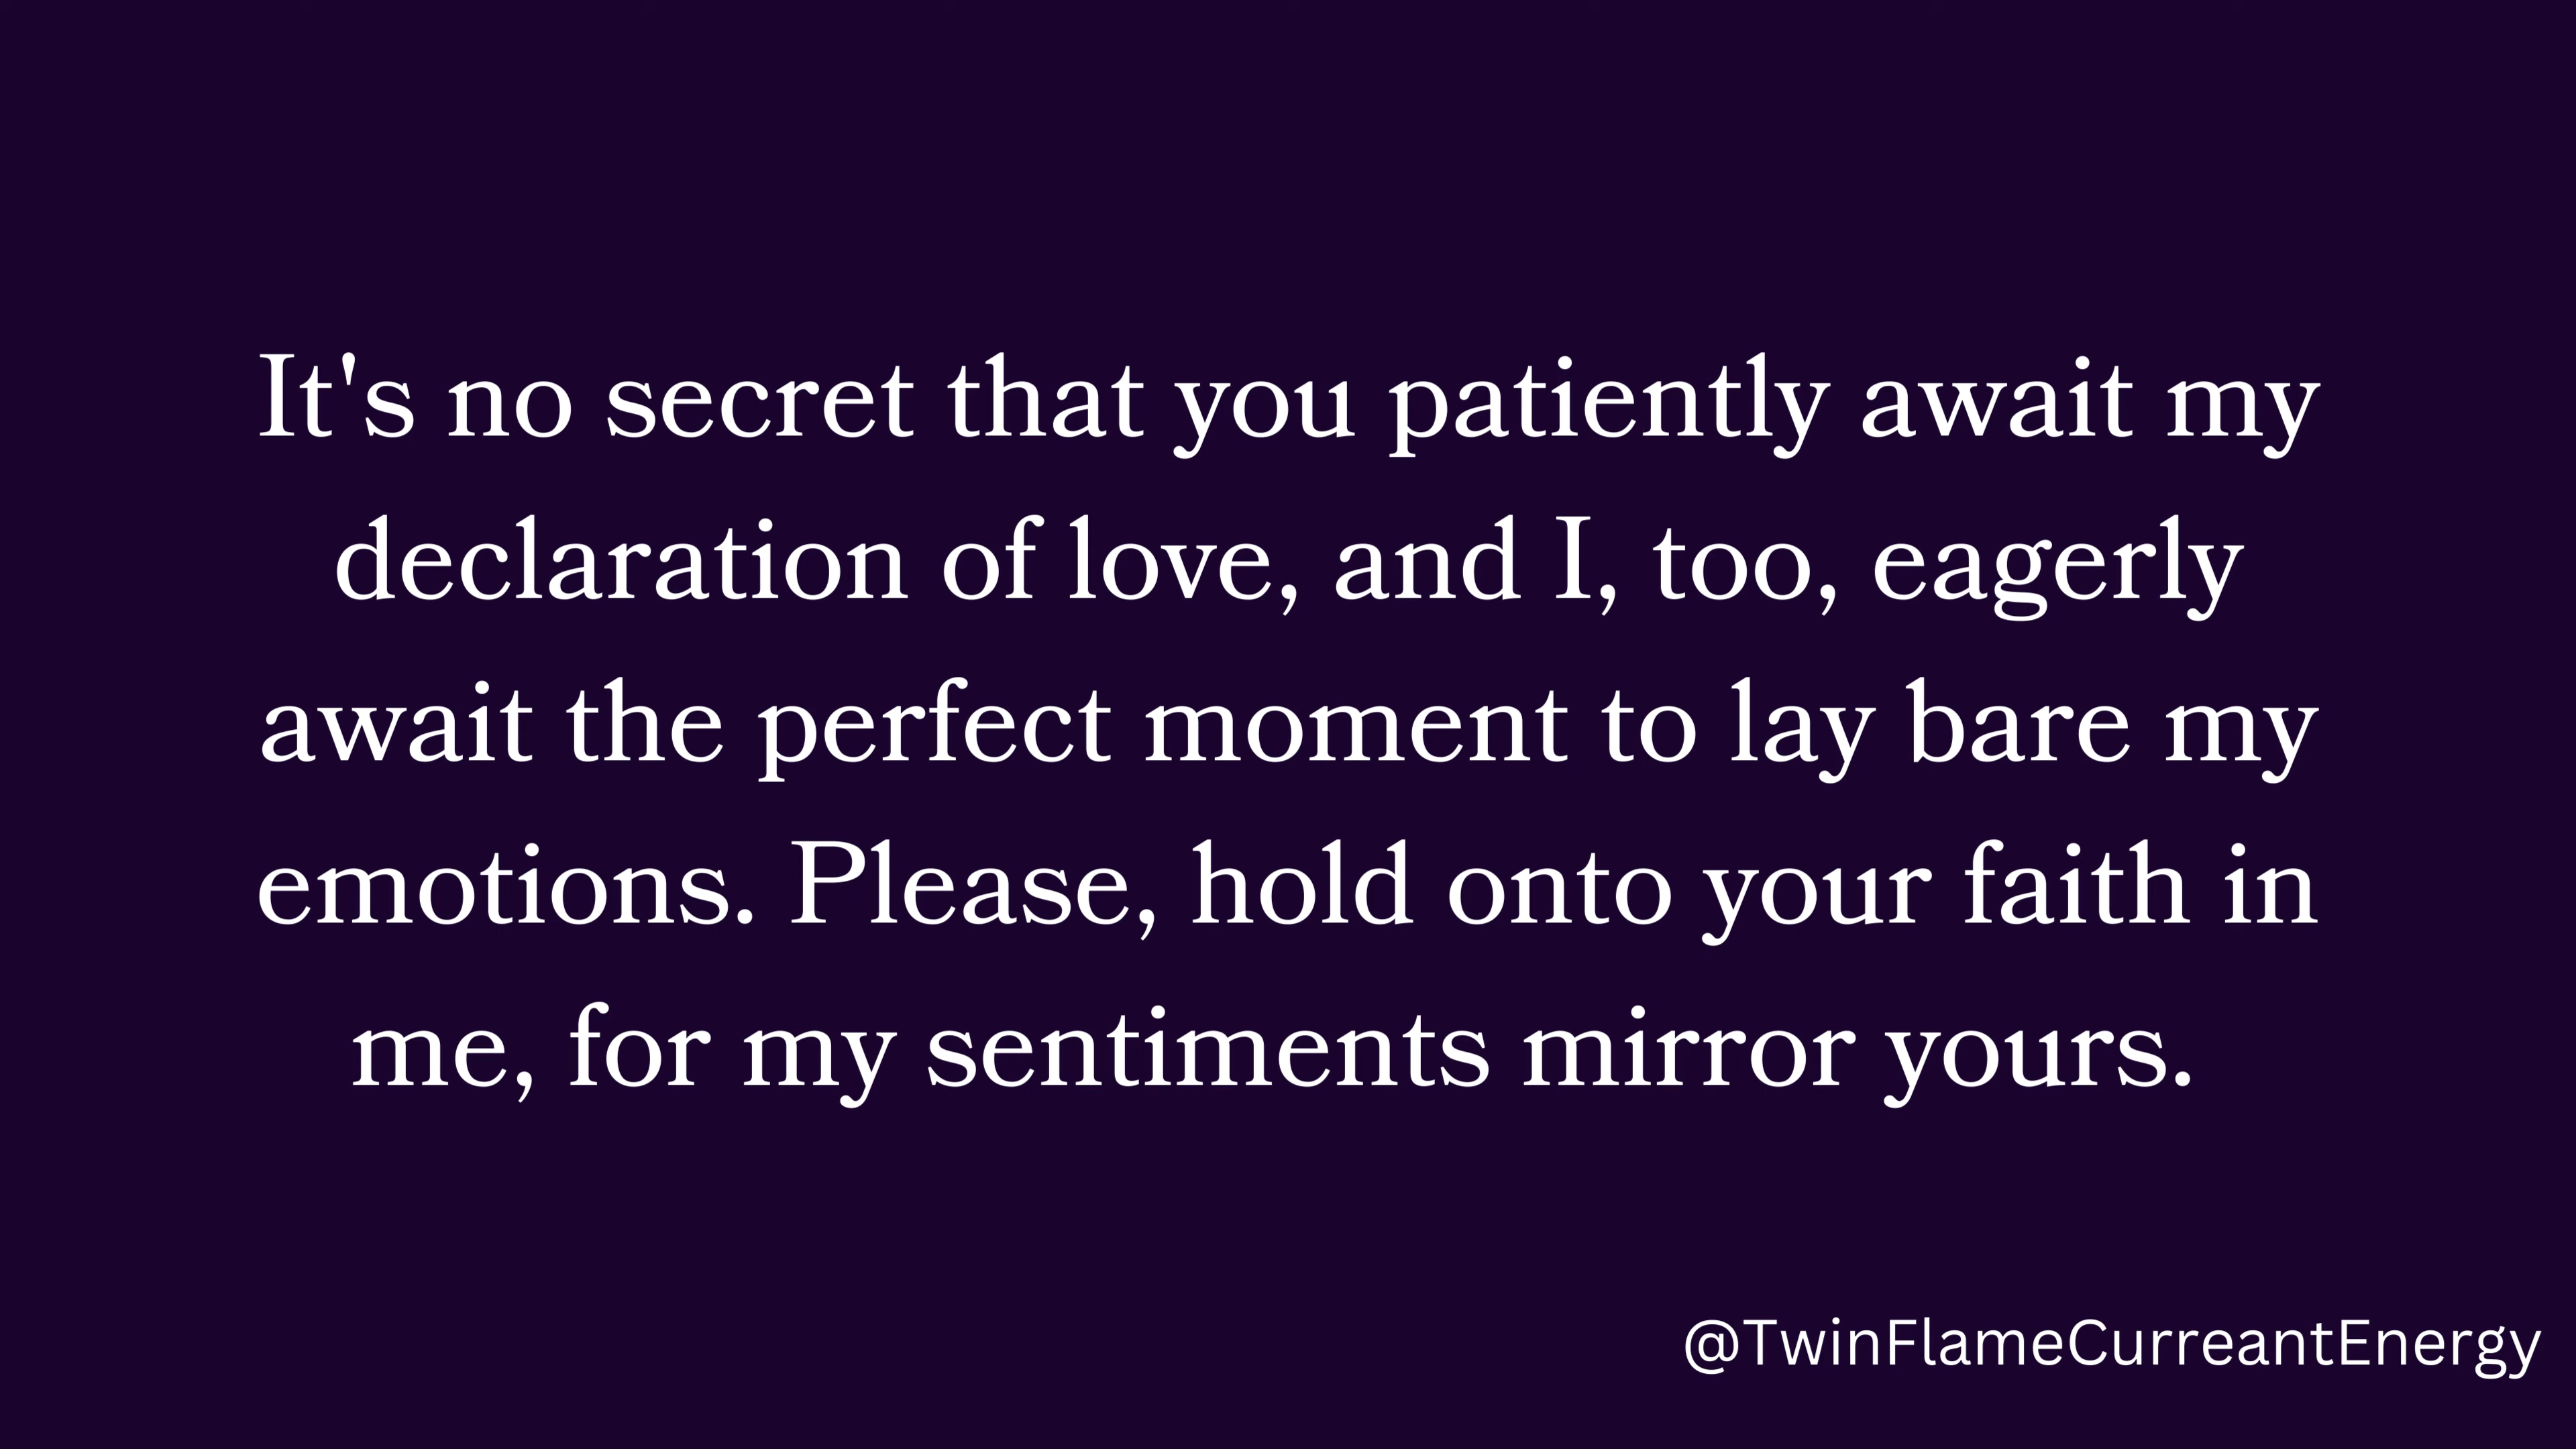 It's no secret that you patiently await my
declaration of love, and I, too, eagerly
await the perfect moment to lay bare my
emotions. Please, hold onto your faith in
me, for my sentiments mirror yours.
@TwinFlameCurreantEnergy